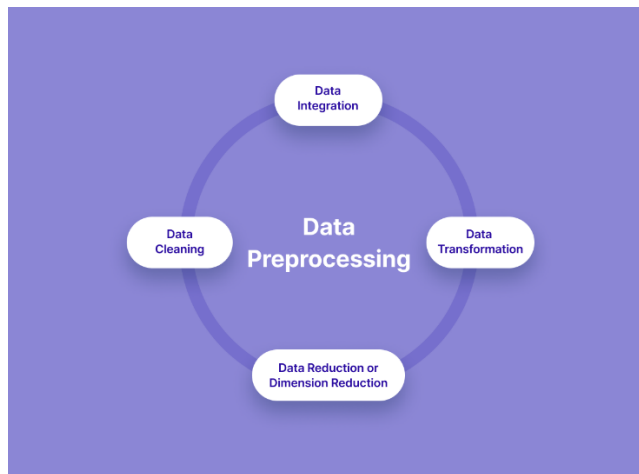 Data
Integration
Data
Cleaning
Data
Preprocessing
Data
Transformation
Data Reduction or
Dimension Reduction